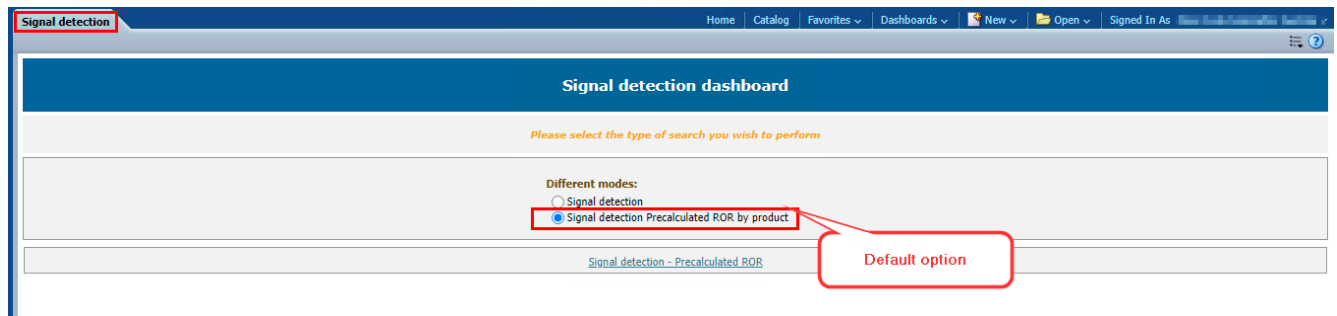 Signal detection
Home Catalog Favorites Dashboards New Open Signed In As
Signal detection dashboard
Please select the type of search you wish to perform
Different modes:
Signal detection
Signal detection Precalculated ROR by product
Default option
Signal detection - Precalculated ROR